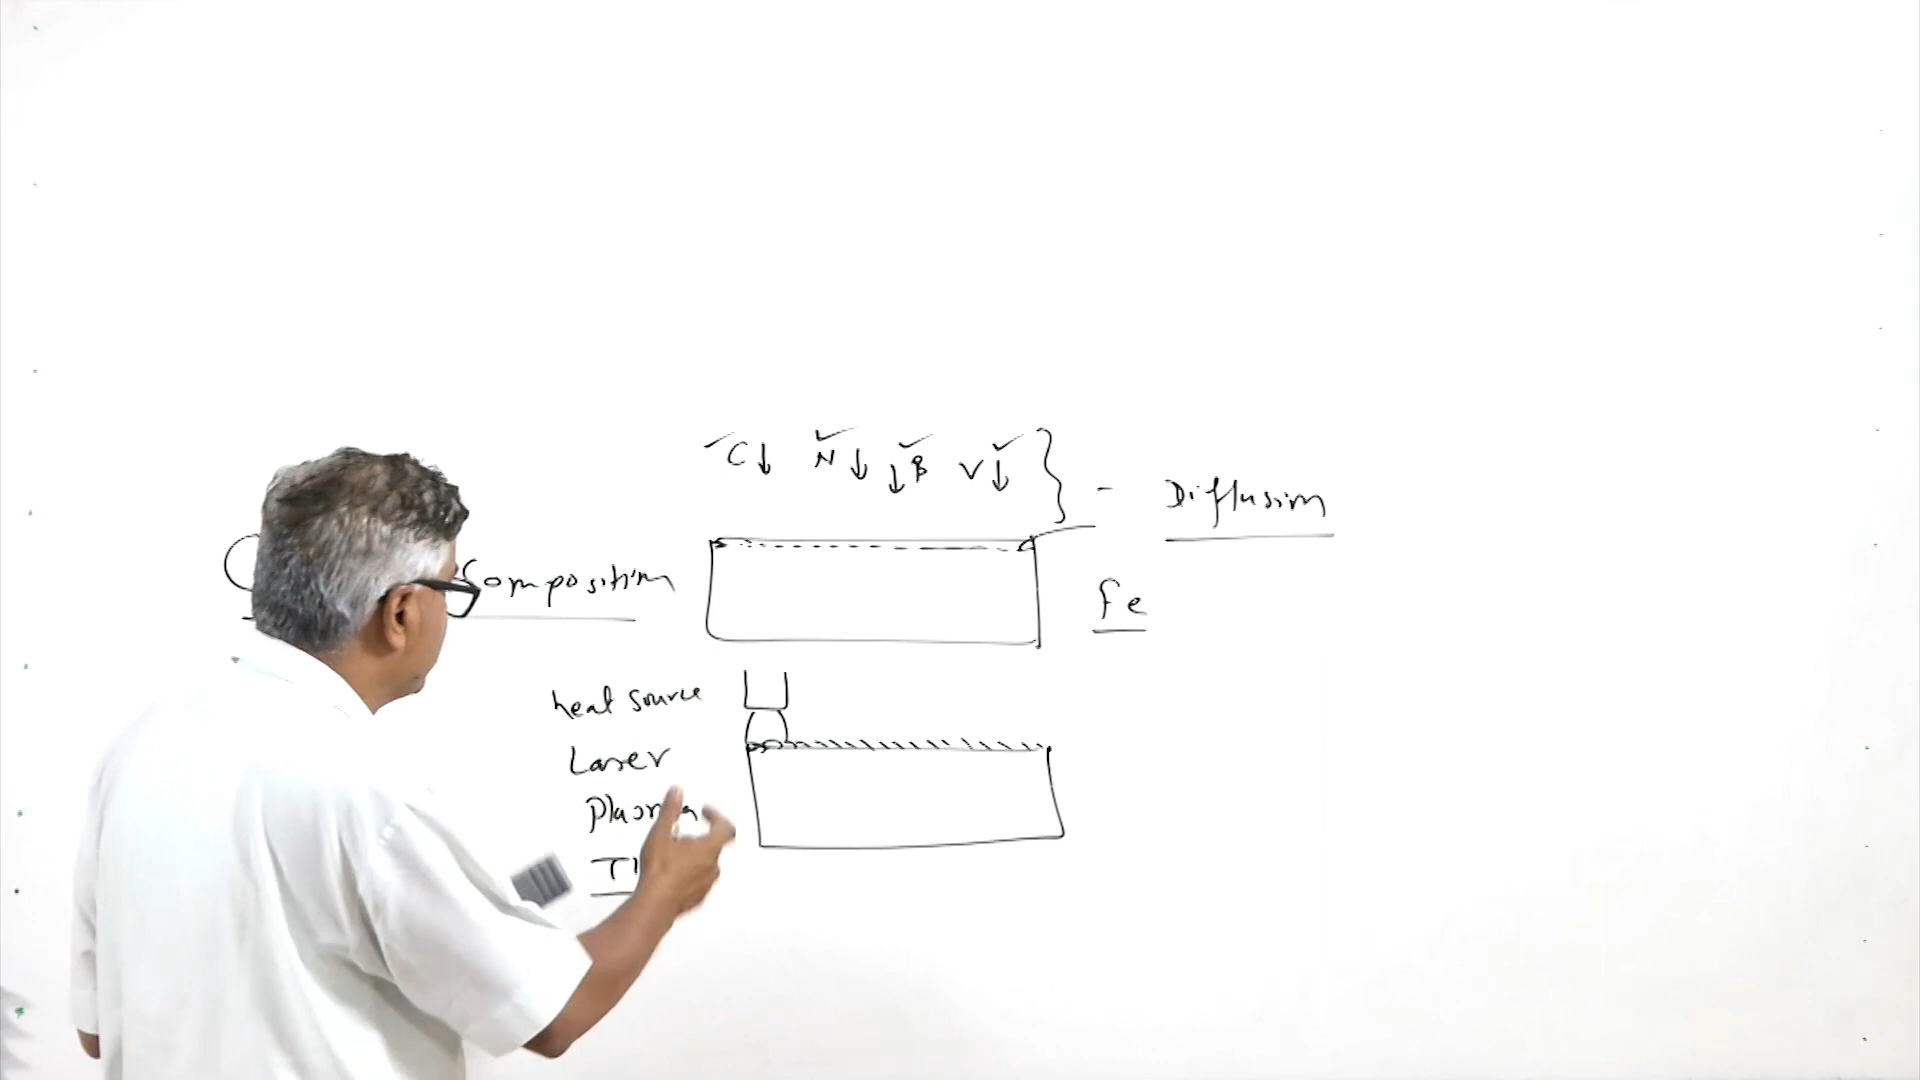 C↓ N↓ ↓B V↓ } - Diffusion
Composition
Fe
heat source
Laser
Plasma